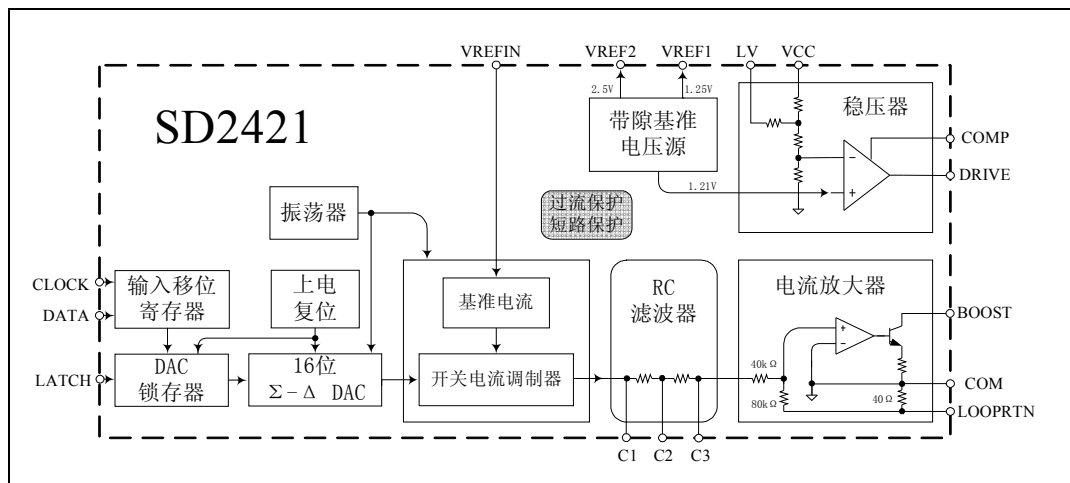 VREFIN
VREF2
VREF1
LV
VCC
2.5V
1.25V
SD2421
带隙基准
电压源
稳压器
COMP
DRIVE
1.21V
−
+
振荡器
过流保护
短路保护
CLOCK
DATA
LATCH
输入移位
寄存器
上电
复位
DAC
锁存器
16位
Σ-Δ DAC
基准电流
开关电流调制器
RC
滤波器
电流放大器
+
−
40kΩ
80kΩ
40Ω
BOOST
COM
LOOPRTN
C1
C2
C3